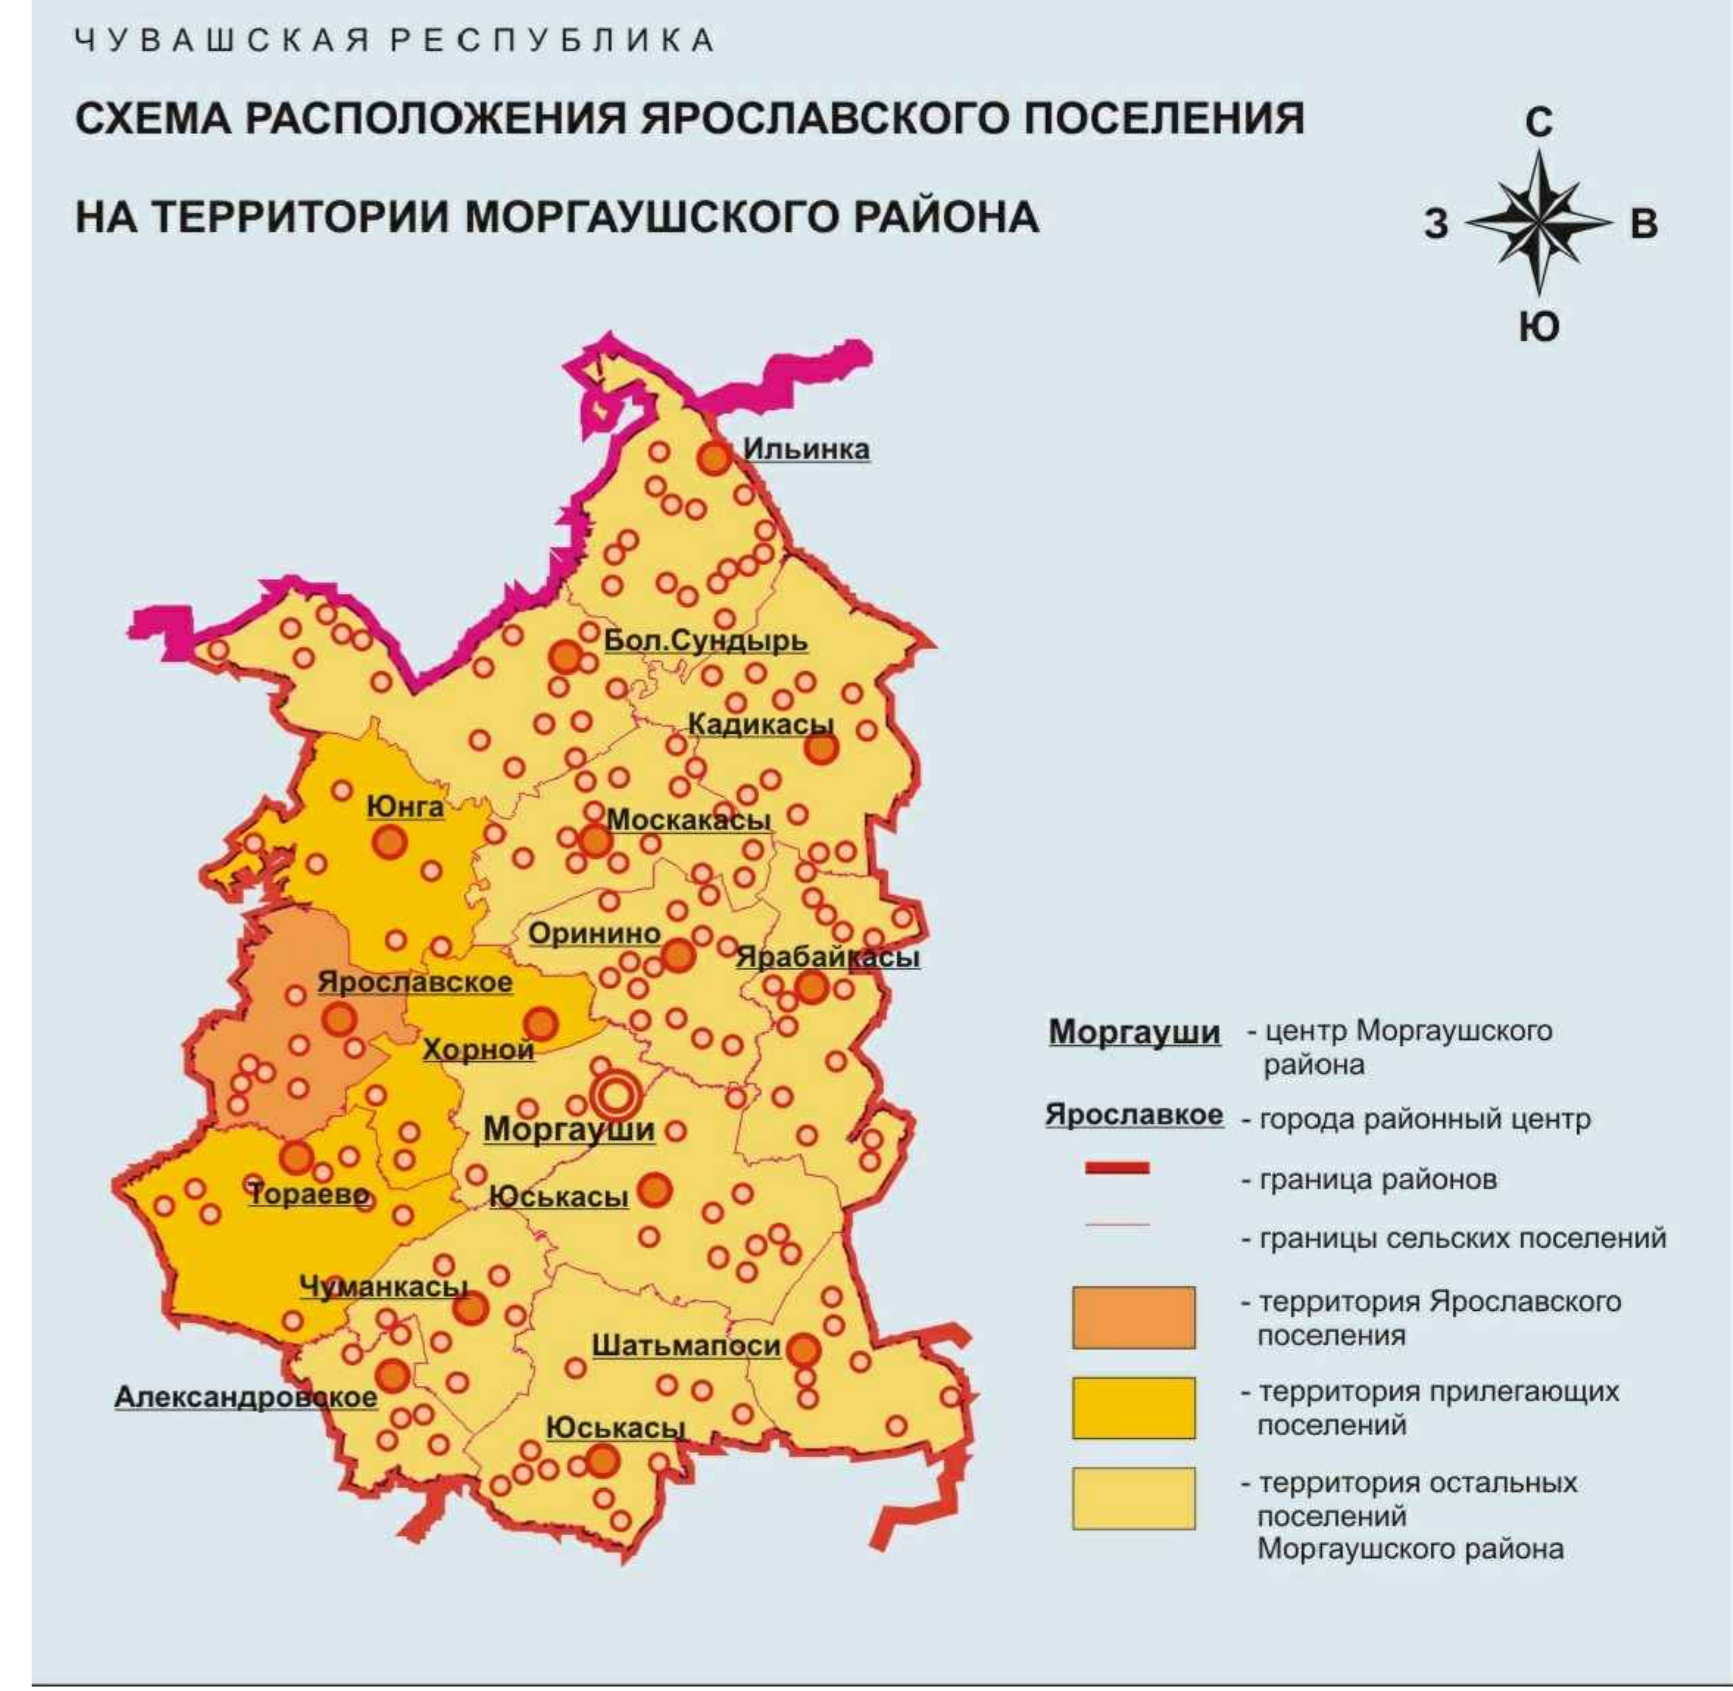 ЧУВАШСКАЯ РЕСПУБЛИКА
СХЕМА РАСПОЛОЖЕНИЯ ЯРОСЛАВСКОГО ПОСЕЛЕНИЯ
НА ТЕРРИТОРИИ МОРГАУШСКОГО РАЙОНА
С
З
В
Ю
Ильинка
Бол.Сундырь
Кадикасы
Юнга
Москакасы
Оринино
Ярабайкасы
Ярославское
Хорной
Моргауши
Тораево
Юськасы
Чуманкасы
Шатьмапоси
Александровское
Юськасы
Моргауши - центр Моргаушского
района
Ярославкое - города районный центр
- граница районов
- границы сельских поселений
- территория Ярославского
поселения
- территория прилегающих
поселений
- территория остальных
поселений
Моргаушского района